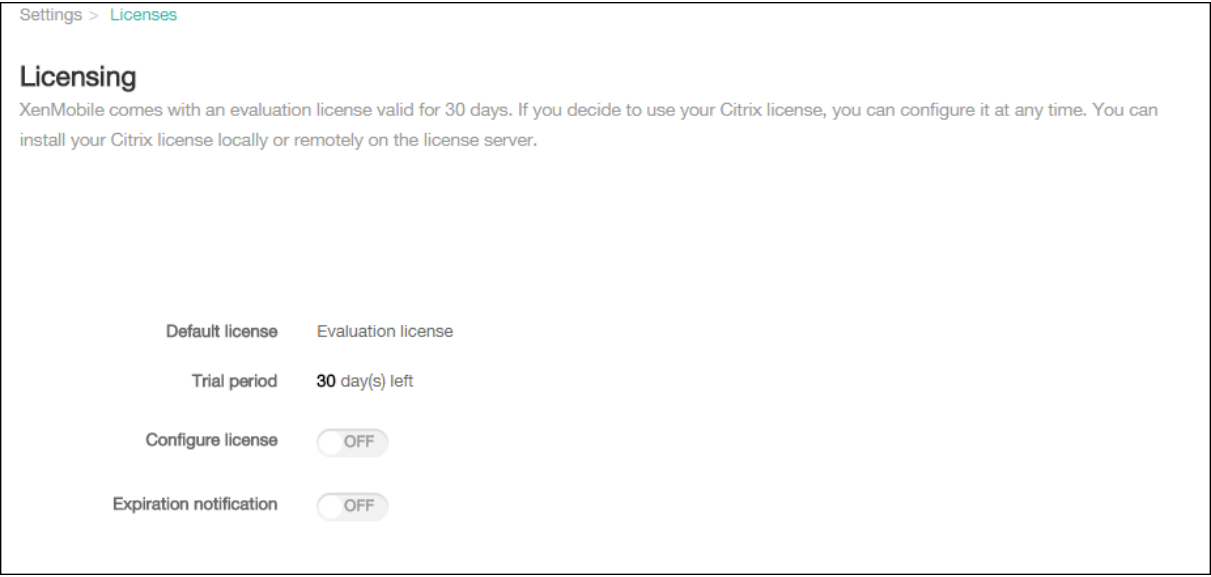 Settings > Licenses
Licensing
XenMobile comes with an evaluation license valid for 30 days. If you decide to use your Citrix license, you can configure it at any time. You can
install your Citrix license locally or remotely on the license server.
Default license Evaluation license
Trial period 30 day(s) left
Configure license OFF
Expiration notification OFF